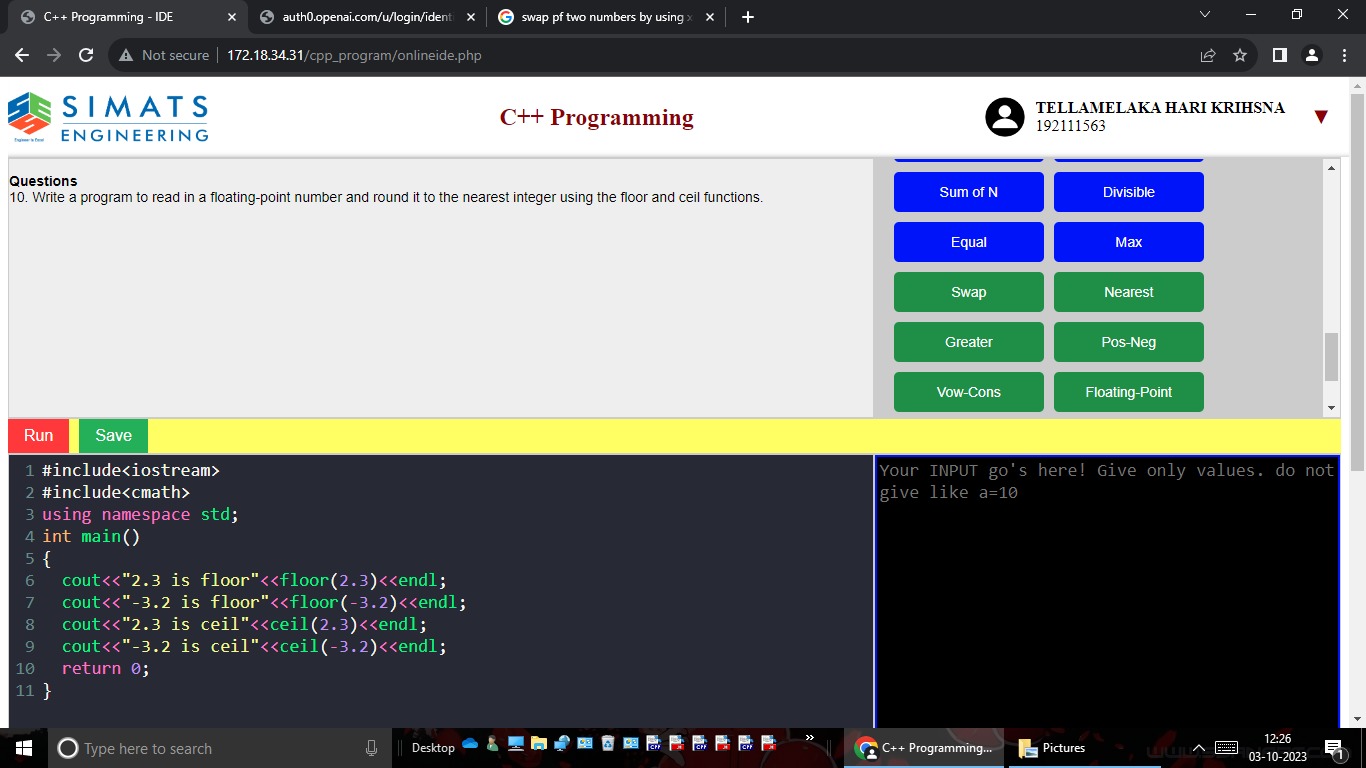 C++ Programming - IDE
auth0.openai.com/u/login/identi
swap pf two numbers by using x
Not secure
172.18.34.31/cpp_program/onlineide.php
SIMATS
ENGINEERING
Engineer to Excel
C++ Programming
TELLAMELAKA HARI KRIHSNA
192111563
Questions
10. Write a program to read in a floating-point number and round it to the nearest integer using the floor and ceil functions.
Sum of N
Divisible
Equal
Max
Swap
Nearest
Greater
Pos-Neg
Vow-Cons
Floating-Point
Run
Save
1 #include<iostream>
2 #include<cmath>
3 using namespace std;
4 int main()
5 {
6 cout<<"2.3 is floor"<<floor(2.3)<<endl;
7 cout<<"-3.2 is floor"<<floor(-3.2)<<endl;
8 cout<<"2.3 is ceil"<<ceil(2.3)<<endl;
9 cout<<"-3.2 is ceil"<<ceil(-3.2)<<endl;
10 return 0;
11 }
Your INPUT go's here! Give only values. do not
give like a=10
Type here to search
Desktop
C++ Programming...
Pictures
12:26
03-10-2023
1